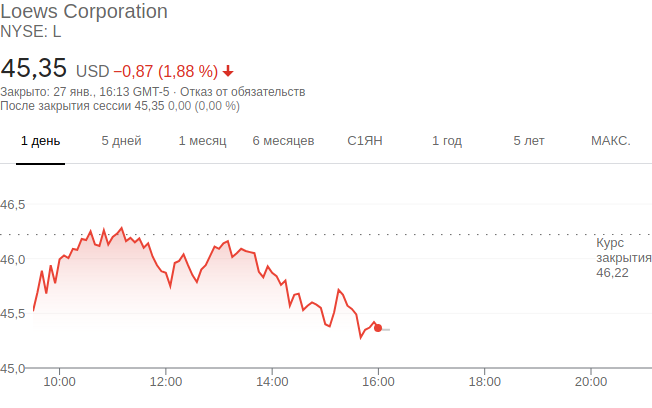 Loews Corporation
NYSE: L
45,35 USD −0,87 (1,88 %)
Закрыто: 27 янв., 16:13 GMT-5 · Отказ от обязательств
После закрытия сессии 45,35 0,00 (0,00 %)
1 день 5 дней 1 месяц 6 месяцев С1ЯН 1 год 5 лет МАКС.
46,5
Курс
закрытия
46,22
46,0
45,5
45,0
10:00 12:00 14:00 16:00 18:00 20:00